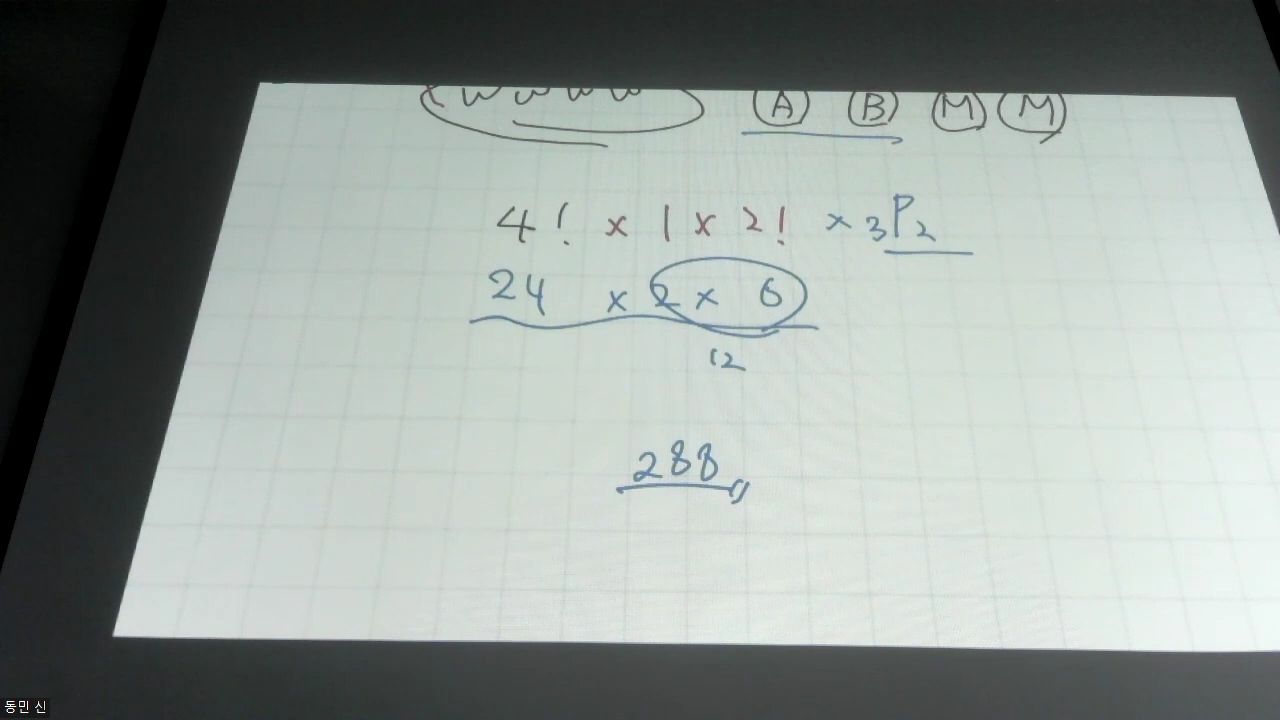 W W W W A B M M
4! x 1 x 2! x ₃P₂
24 x 2 x 6
12
288
동민 신